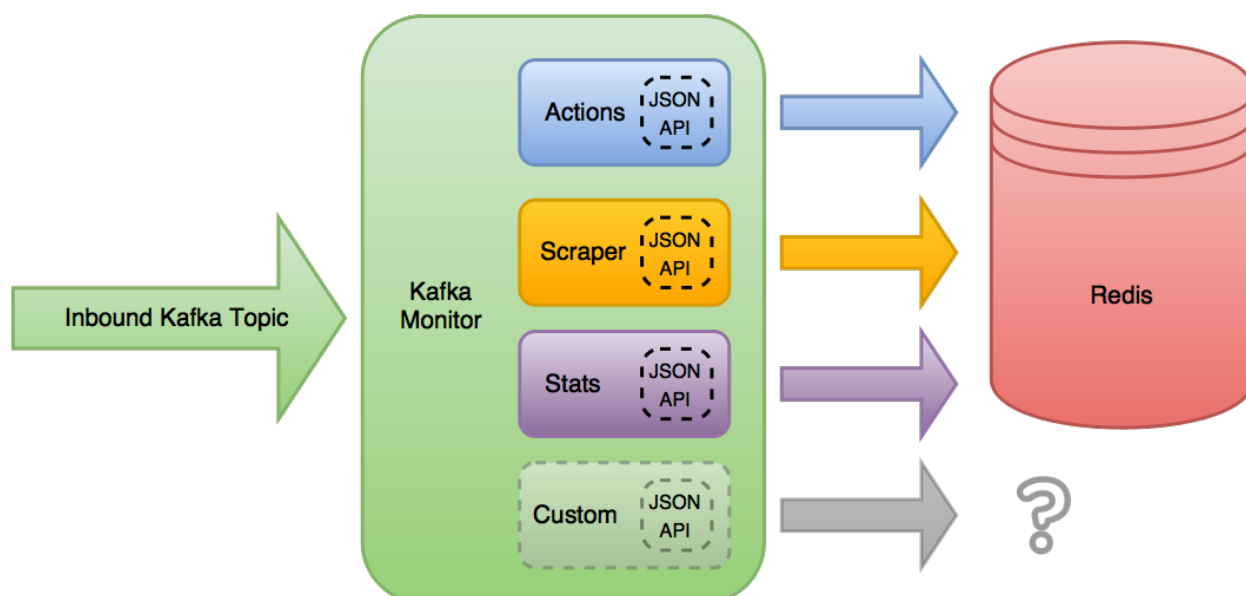 Inbound Kafka Topic
Kafka
Monitor
Actions
JSON
API
Scraper
JSON
API
Stats
JSON
API
Custom
JSON
API
Redis
?